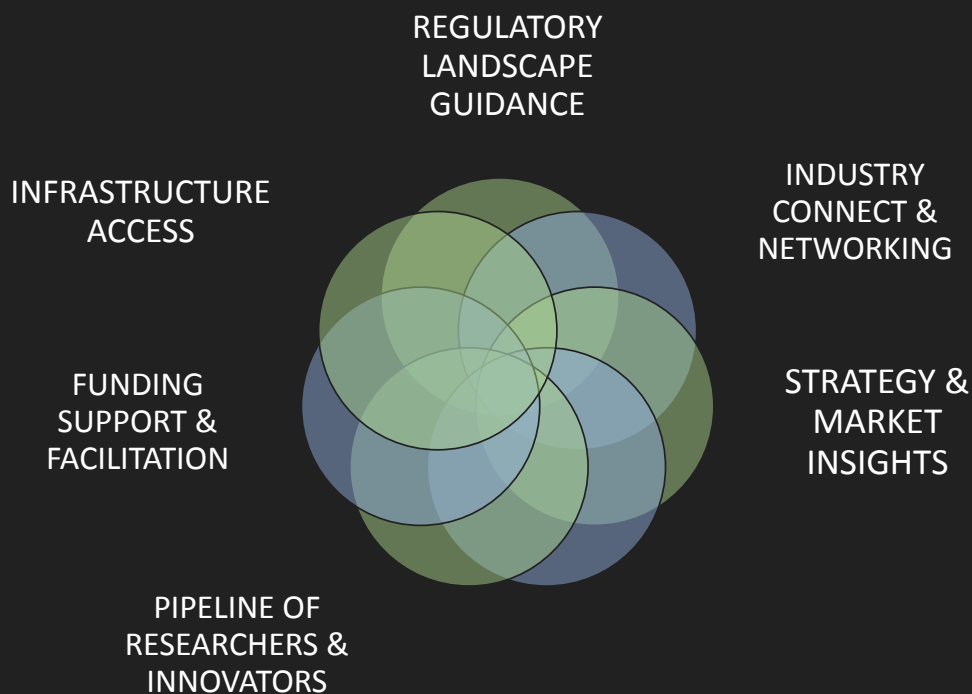 REGULATORY
LANDSCAPE
GUIDANCE
INFRASTRUCTURE
ACCESS
INDUSTRY
CONNECT &
NETWORKING
FUNDING
SUPPORT &
FACILITATION
STRATEGY &
MARKET
INSIGHTS
PIPELINE OF
RESEARCHERS &
INNOVATORS